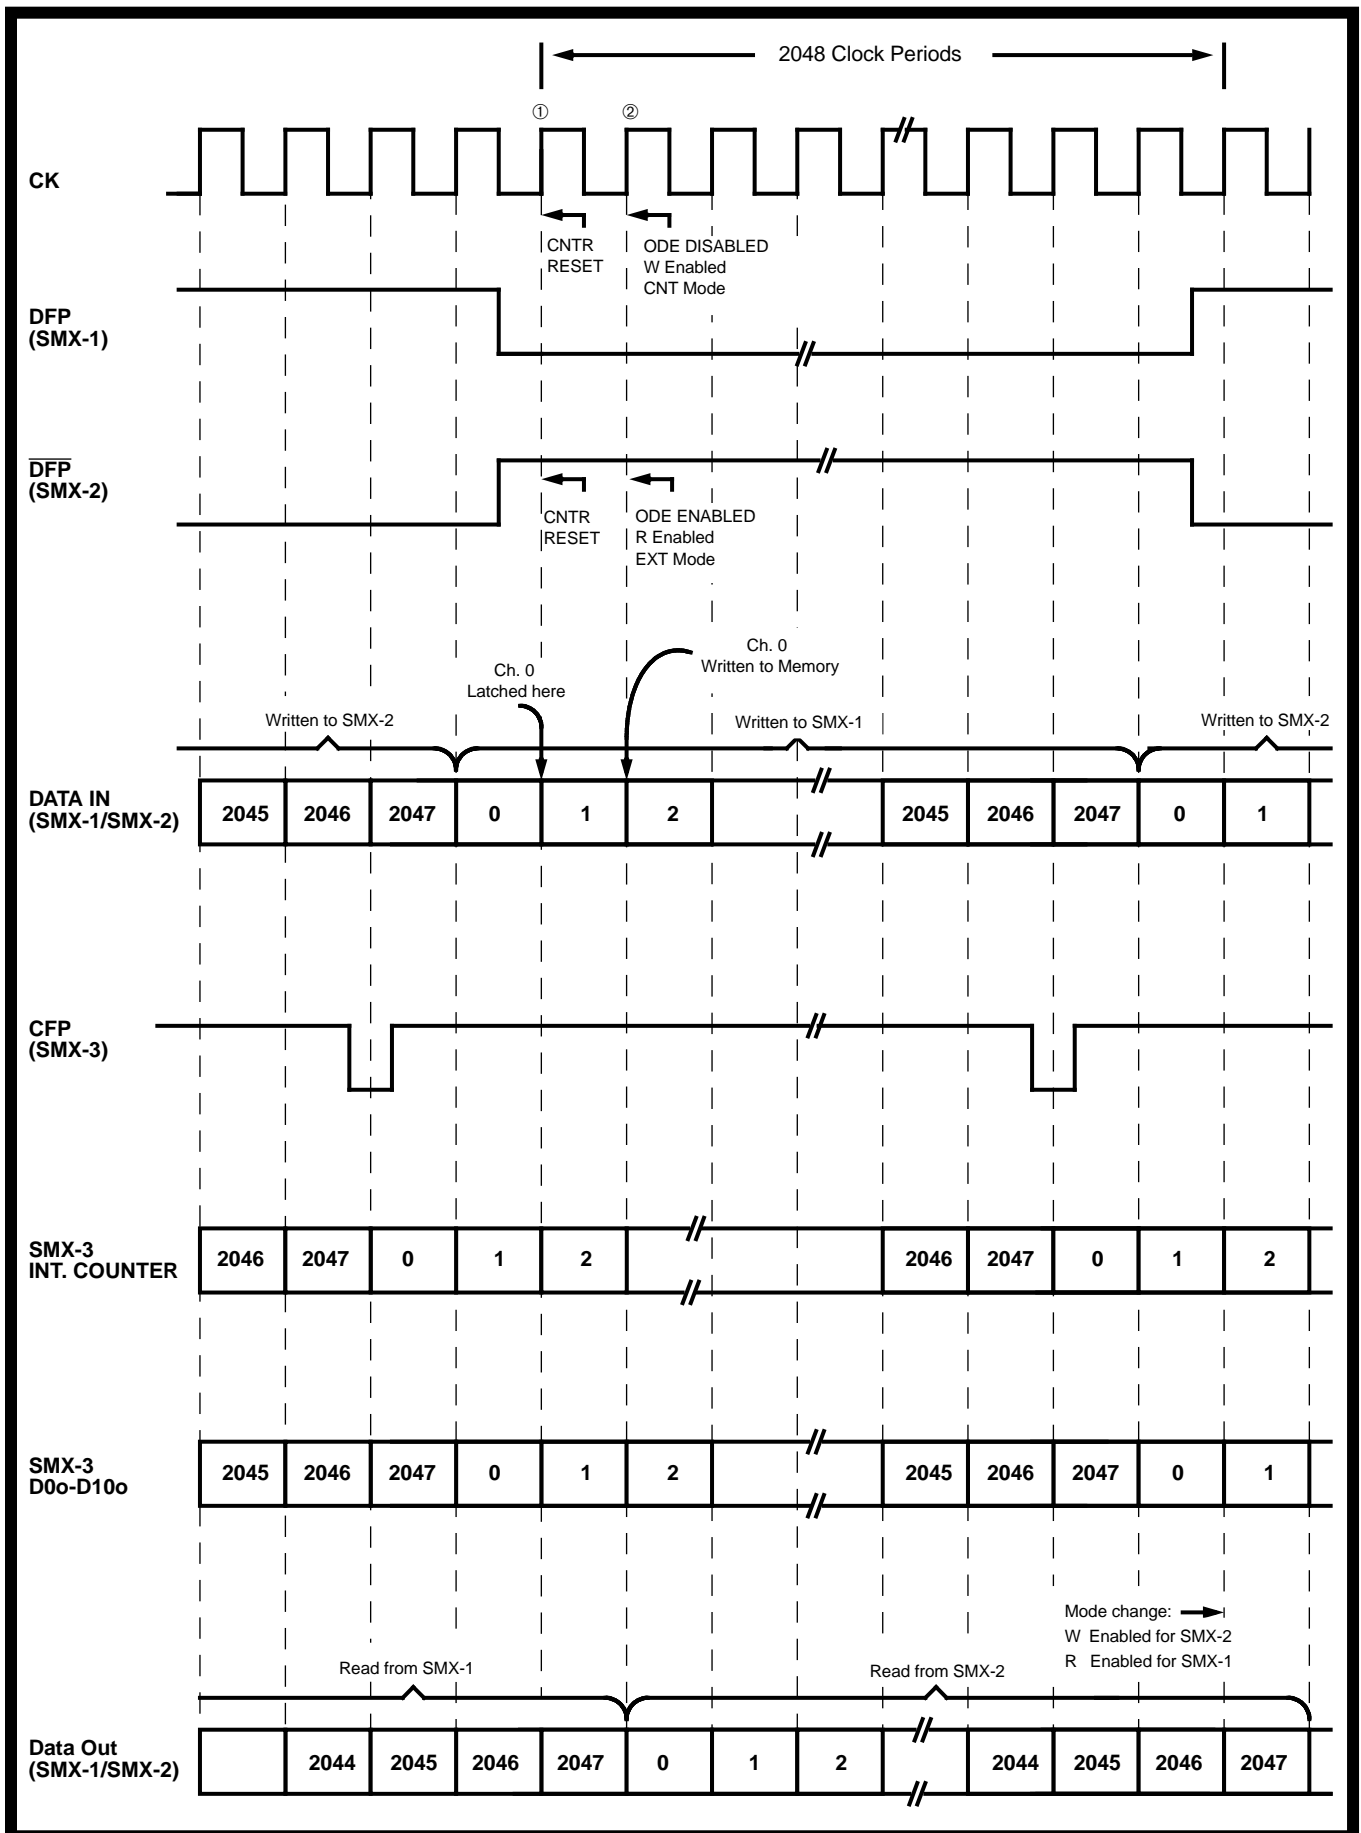 2048 Clock Periods
① ②
CK
CNTR
RESET
ODE DISABLED
W Enabled
CNT Mode
DFP
(SMX-1)
DFP
(SMX-2)
CNTR
RESET
ODE ENABLED
R Enabled
EXT Mode
Ch. 0
Latched here
Ch. 0
Written to Memory
Written to SMX-2
Written to SMX-1
Written to SMX-2
DATA IN
(SMX-1/SMX-2)
2045 2046 2047 0 1 2 2045 2046 2047 0 1
CFP
(SMX-3)
SMX-3
INT. COUNTER
2046 2047 0 1 2 2046 2047 0 1 2
SMX-3
D0o-D10o
2045 2046 2047 0 1 2 2045 2046 2047 0 1
Mode change:
W Enabled for SMX-2
R Enabled for SMX-1
Read from SMX-1
Read from SMX-2
Data Out
(SMX-1/SMX-2)
2044 2045 2046 2047 0 1 2 2044 2045 2046 2047